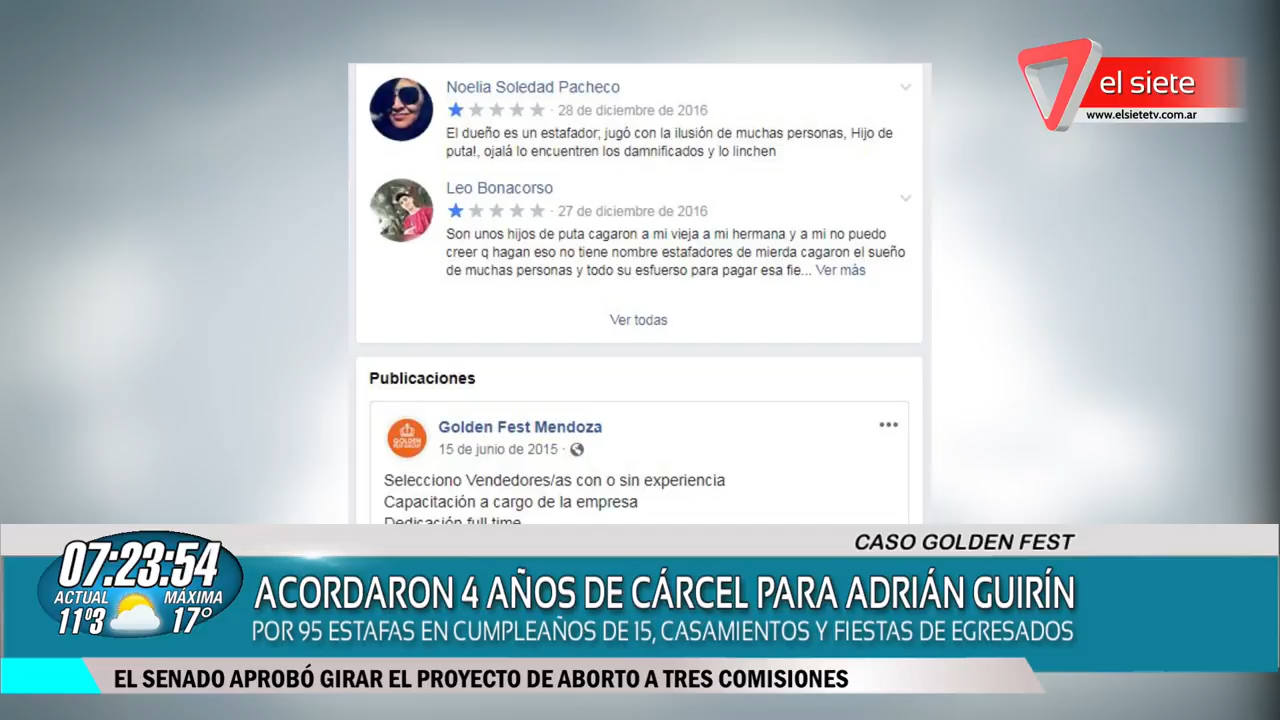 el siete
www.elsietetv.com.ar
Noelia Soledad Pacheco
28 de diciembre de 2016
El dueño es un estafador; jugó con la ilusión de muchas personas, Hijo de
puta!, ojalá lo encuentren los damnificados y lo linchen
Leo Bonacorso
27 de diciembre de 2016
Son unos hijos de puta cagaron a mi vieja a mi hermana y a mi no puedo
creer q hagan eso no tiene nombre estafadores de mierda cagaron el sueño
de muchas personas y todo su esfuerso para pagar esa fie... Ver más
Ver todas
Publicaciones
GOLDEN
Golden Fest Mendoza
15 de junio de 2015 ·
Selecciono Vendedores/as con o sin experiencia
Capacitación a cargo de la empresa
Dedicación full time
CASO GOLDEN FEST
07:23:54
ACTUAL MÁXIMA
11º3 17°
ACORDARON 4 AÑOS DE CÁRCEL PARA ADRIÁN GUIRÍN
POR 95 ESTAFAS EN CUMPLEAÑOS DE 15, CASAMIENTOS Y FIESTAS DE EGRESADOS
EL SENADO APROBÓ GIRAR EL PROYECTO DE ABORTO A TRES COMISIONES